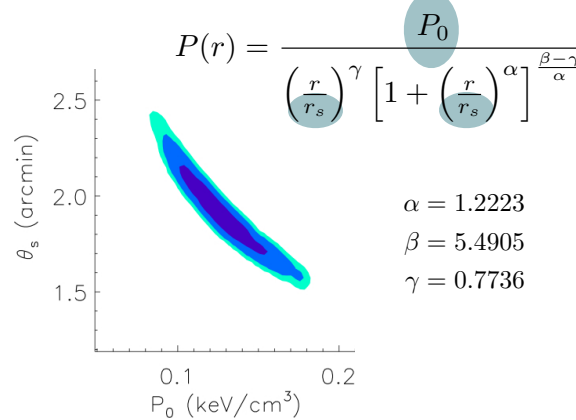 P(r) = P_0 / ( (r/r_s)^γ [1 + (r/r_s)^α]^((β−γ)/α) )
2.5
2.0
1.5
θ_s (arcmin)
α = 1.2223
β = 5.4905
γ = 0.7736
0.1 0.2
P_0 (keV/cm^3)